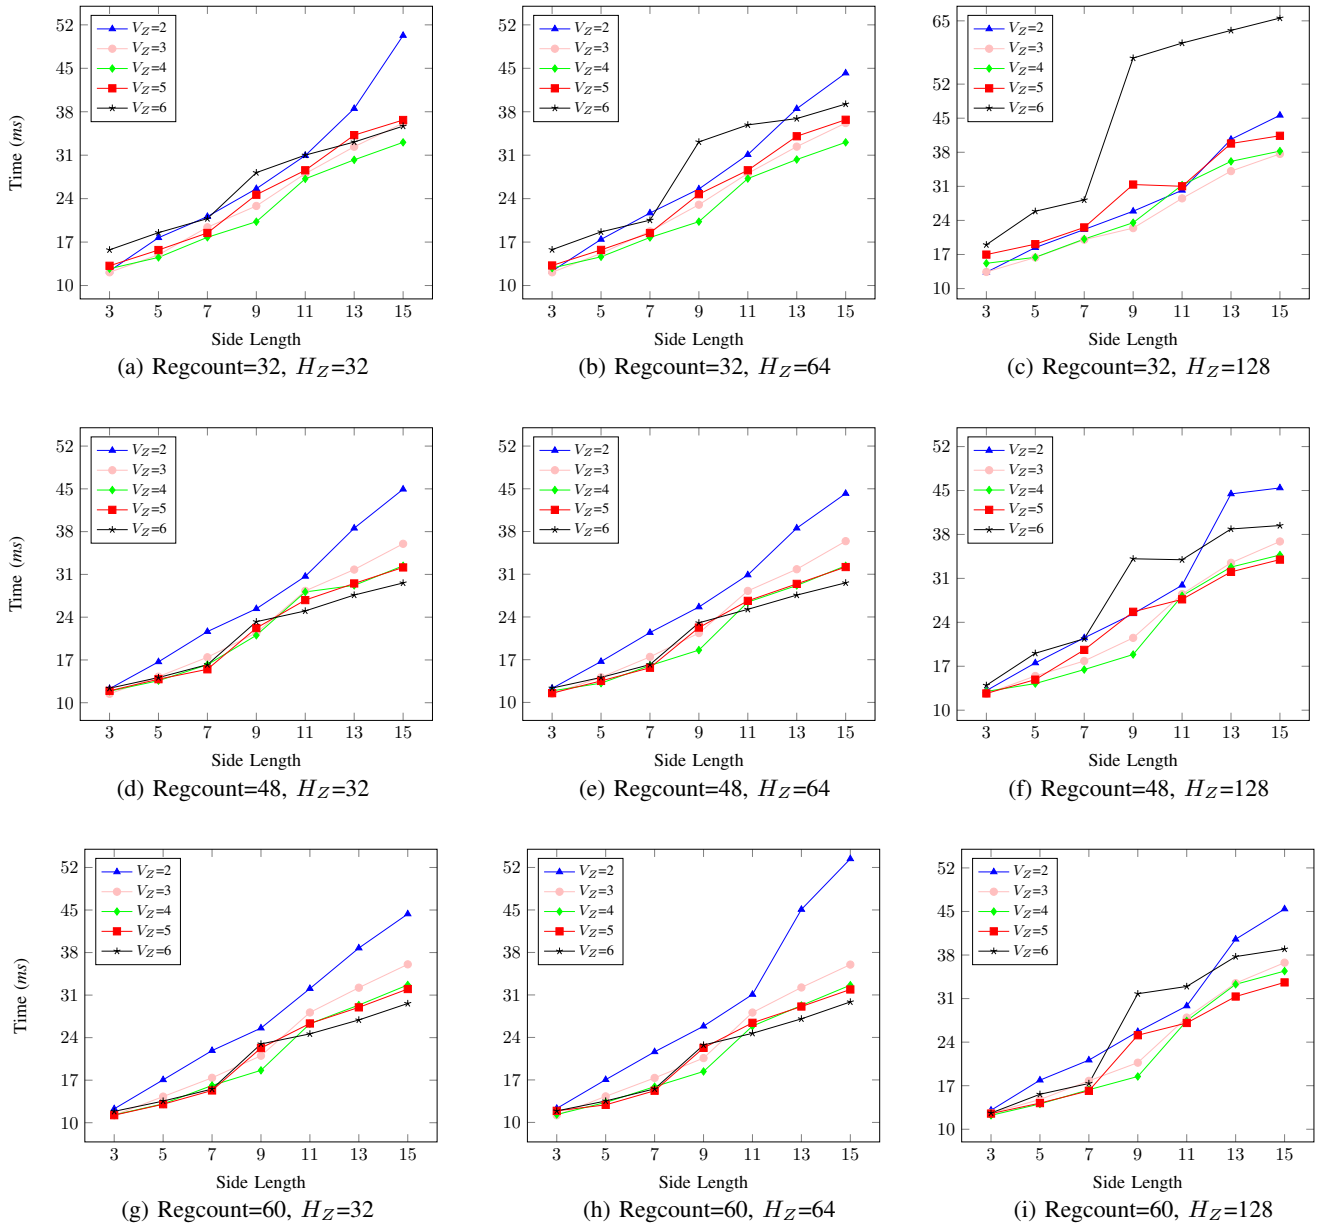 Time (ms)
52
45
38
31
24
17
10
V_Z=2
V_Z=3
V_Z=4
V_Z=5
V_Z=6
3 5 7 9 11 13 15
Side Length
(a) Regcount=32, H_Z=32
52
45
38
31
24
17
10
V_Z=2
V_Z=3
V_Z=4
V_Z=5
V_Z=6
3 5 7 9 11 13 15
Side Length
(b) Regcount=32, H_Z=64
65
52
45
38
31
24
17
10
V_Z=2
V_Z=3
V_Z=4
V_Z=5
V_Z=6
3 5 7 9 11 13 15
Side Length
(c) Regcount=32, H_Z=128
Time (ms)
52
45
38
31
24
17
10
V_Z=2
V_Z=3
V_Z=4
V_Z=5
V_Z=6
3 5 7 9 11 13 15
Side Length
(d) Regcount=48, H_Z=32
52
45
38
31
24
17
10
V_Z=2
V_Z=3
V_Z=4
V_Z=5
V_Z=6
3 5 7 9 11 13 15
Side Length
(e) Regcount=48, H_Z=64
52
45
38
31
24
17
10
V_Z=2
V_Z=3
V_Z=4
V_Z=5
V_Z=6
3 5 7 9 11 13 15
Side Length
(f) Regcount=48, H_Z=128
Time (ms)
52
45
38
31
24
17
10
V_Z=2
V_Z=3
V_Z=4
V_Z=5
V_Z=6
3 5 7 9 11 13 15
Side Length
(g) Regcount=60, H_Z=32
52
45
38
31
24
17
10
V_Z=2
V_Z=3
V_Z=4
V_Z=5
V_Z=6
3 5 7 9 11 13 15
Side Length
(h) Regcount=60, H_Z=64
52
45
38
31
24
17
10
V_Z=2
V_Z=3
V_Z=4
V_Z=5
V_Z=6
3 5 7 9 11 13 15
Side Length
(i) Regcount=60, H_Z=128